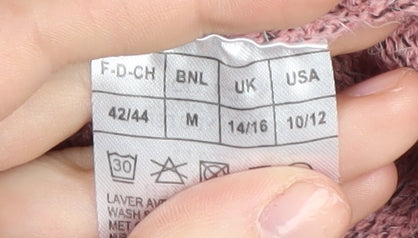 F-D-CH BNL UK USA
42/44 M 14/16 10/12
30
LAVER
WASH
MET